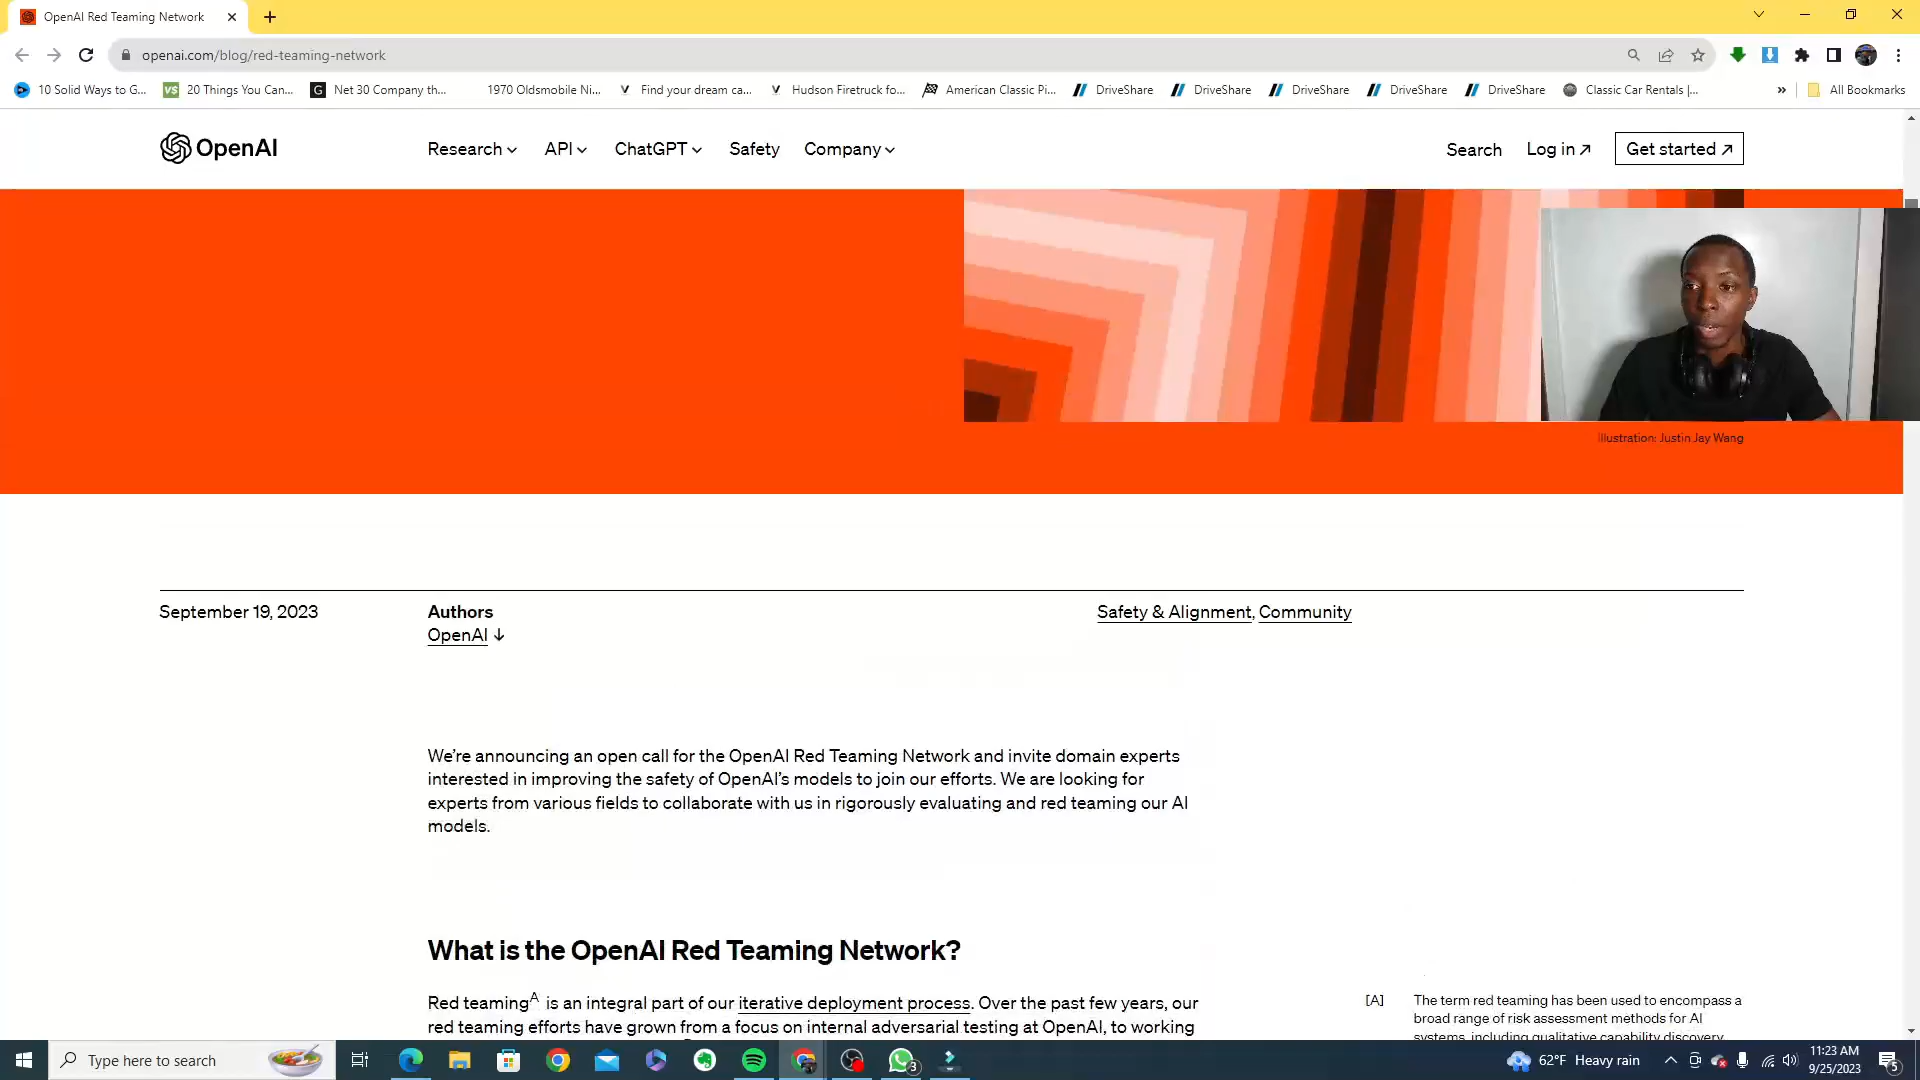 OpenAI Red Teaming Network
openai.com/blog/red-teaming-network
10 Solid Ways to G...
20 Things You Can...
Net 30 Company th...
1970 Oldsmobile Ni...
Find your dream ca...
Hudson Firetruck fo...
American Classic Pi...
DriveShare
DriveShare
DriveShare
DriveShare
DriveShare
Classic Car Rentals |...
»
All Bookmarks
OpenAI
Research
API
ChatGPT
Safety
Company
Search
Log in ↗
Get started ↗
Illustration: Justin Jay Wang
September 19, 2023
Authors
OpenAI ↓
Safety & Alignment, Community
We’re announcing an open call for the OpenAI Red Teaming Network and invite domain experts
interested in improving the safety of OpenAI’s models to join our efforts. We are looking for
experts from various fields to collaborate with us in rigorously evaluating and red teaming our AI
models.
What is the OpenAI Red Teaming Network?
Red teaming^A is an integral part of our iterative deployment process. Over the past few years, our
red teaming efforts have grown from a focus on internal adversarial testing at OpenAI, to working
[A] The term red teaming has been used to encompass a
broad range of risk assessment methods for AI
systems, including qualitative capability discovery,
Type here to search
3
62°F Heavy rain
11:23 AM
9/25/2023
5